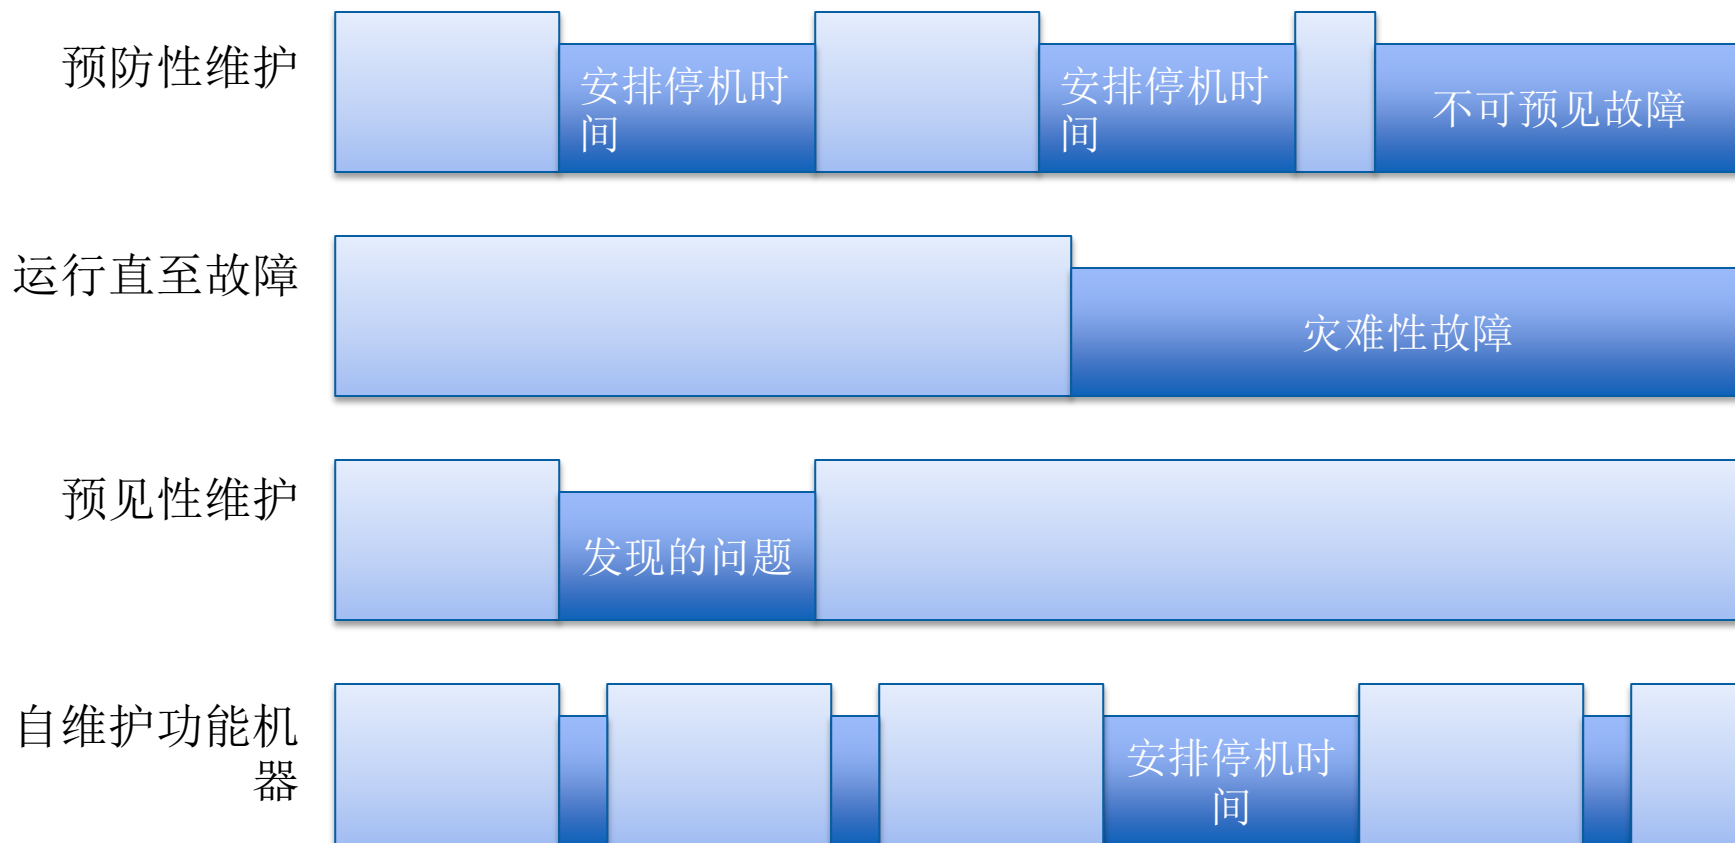 预防性维护
安排停机时
间
安排停机时
间
不可预见故障
运行直至故障
灾难性故障
预见性维护
发现的问题
自维护功能机
器
安排停机时
间